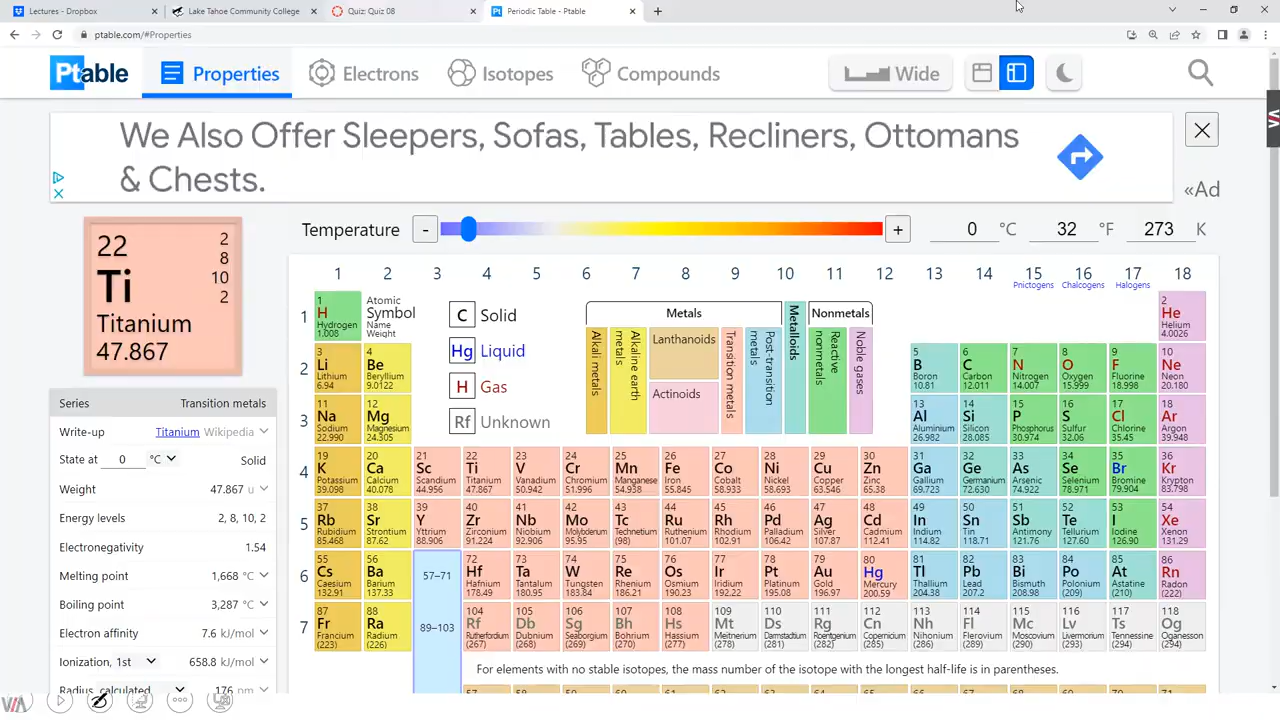 Lectures - Dropbox
Lake Tahoe Community College
Quiz: Quiz 08
Periodic Table - Ptable
ptable.com/#Properties
Ptable
Properties
Electrons
Isotopes
Compounds
Wide
We Also Offer Sleepers, Sofas, Tables, Recliners, Ottomans
& Chests.
«Ad
22
Ti
Titanium
47.867
2
8
10
2
Temperature - + 0 °C 32 °F 273 K
Series Transition metals
Write-up Titanium Wikipedia
State at 0 °C Solid
Weight 47.867 u
Energy levels 2, 8, 10, 2
Electronegativity 1.54
Melting point 1,668 °C
Boiling point 3,287 °C
Electron affinity 7.6 kJ/mol
Ionization, 1st 658.8 kJ/mol
Radius, calculated 176 pm
1 2 3 4 5 6 7 8 9 10 11 12 13 14 15 16 17 18
Pnictogens Chalcogens Halogens
Atomic
Symbol
Name
Weight
C Solid
Hg Liquid
H Gas
Rf Unknown
Metals
Metalloids
Nonmetals
Alkali metals
Alkaline earth metals
Lanthanoids
Actinoids
Transition metals
Post-transition metals
Reactive nonmetals
Noble gases
1
1 H Hydrogen 1.008
2 He Helium 4.0026
2
3 Li Lithium 6.94
4 Be Beryllium 9.0122
5 B Boron 10.81
6 C Carbon 12.011
7 N Nitrogen 14.007
8 O Oxygen 15.999
9 F Fluorine 18.998
10 Ne Neon 20.180
3
11 Na Sodium 22.990
12 Mg Magnesium 24.305
13 Al Aluminium 26.982
14 Si Silicon 28.085
15 P Phosphorus 30.974
16 S Sulfur 32.06
17 Cl Chlorine 35.45
18 Ar Argon 39.948
4
19 K Potassium 39.098
20 Ca Calcium 40.078
21 Sc Scandium 44.956
22 Ti Titanium 47.867
23 V Vanadium 50.942
24 Cr Chromium 51.996
25 Mn Manganese 54.938
26 Fe Iron 55.845
27 Co Cobalt 58.933
28 Ni Nickel 58.693
29 Cu Copper 63.546
30 Zn Zinc 65.38
31 Ga Gallium 69.723
32 Ge Germanium 72.630
33 As Arsenic 74.922
34 Se Selenium 78.971
35 Br Bromine 79.904
36 Kr Krypton 83.798
5
37 Rb Rubidium 85.468
38 Sr Strontium 87.62
39 Y Yttrium 88.906
40 Zr Zirconium 91.224
41 Nb Niobium 92.906
42 Mo Molybdenum 95.95
43 Tc Technetium (98)
44 Ru Ruthenium 101.07
45 Rh Rhodium 102.91
46 Pd Palladium 106.42
47 Ag Silver 107.87
48 Cd Cadmium 112.41
49 In Indium 114.82
50 Sn Tin 118.71
51 Sb Antimony 121.76
52 Te Tellurium 127.60
53 I Iodine 126.90
54 Xe Xenon 131.29
6
55 Cs Caesium 132.91
56 Ba Barium 137.33
57–71
72 Hf Hafnium 178.49
73 Ta Tantalum 180.95
74 W Tungsten 183.84
75 Re Rhenium 186.21
76 Os Osmium 190.23
77 Ir Iridium 192.22
78 Pt Platinum 195.08
79 Au Gold 196.97
80 Hg Mercury 200.59
81 Tl Thallium 204.38
82 Pb Lead 207.2
83 Bi Bismuth 208.98
84 Po Polonium (209)
85 At Astatine (210)
86 Rn Radon (222)
7
87 Fr Francium (223)
88 Ra Radium (226)
89–103
104 Rf Rutherfordium (267)
105 Db Dubnium (268)
106 Sg Seaborgium (269)
107 Bh Bohrium (270)
108 Hs Hassium (277)
109 Mt Meitnerium (278)
110 Ds Darmstadtium (281)
111 Rg Roentgenium (282)
112 Cn Copernicium (285)
113 Nh Nihonium (286)
114 Fl Flerovium (289)
115 Mc Moscovium (290)
116 Lv Livermorium (293)
117 Ts Tennessine (294)
118 Og Oganesson (294)
For elements with no stable isotopes, the mass number of the isotope with the longest half-life is in parentheses.
57 58 59 60 61 62 63 64 65 66 67 68 69 70 71